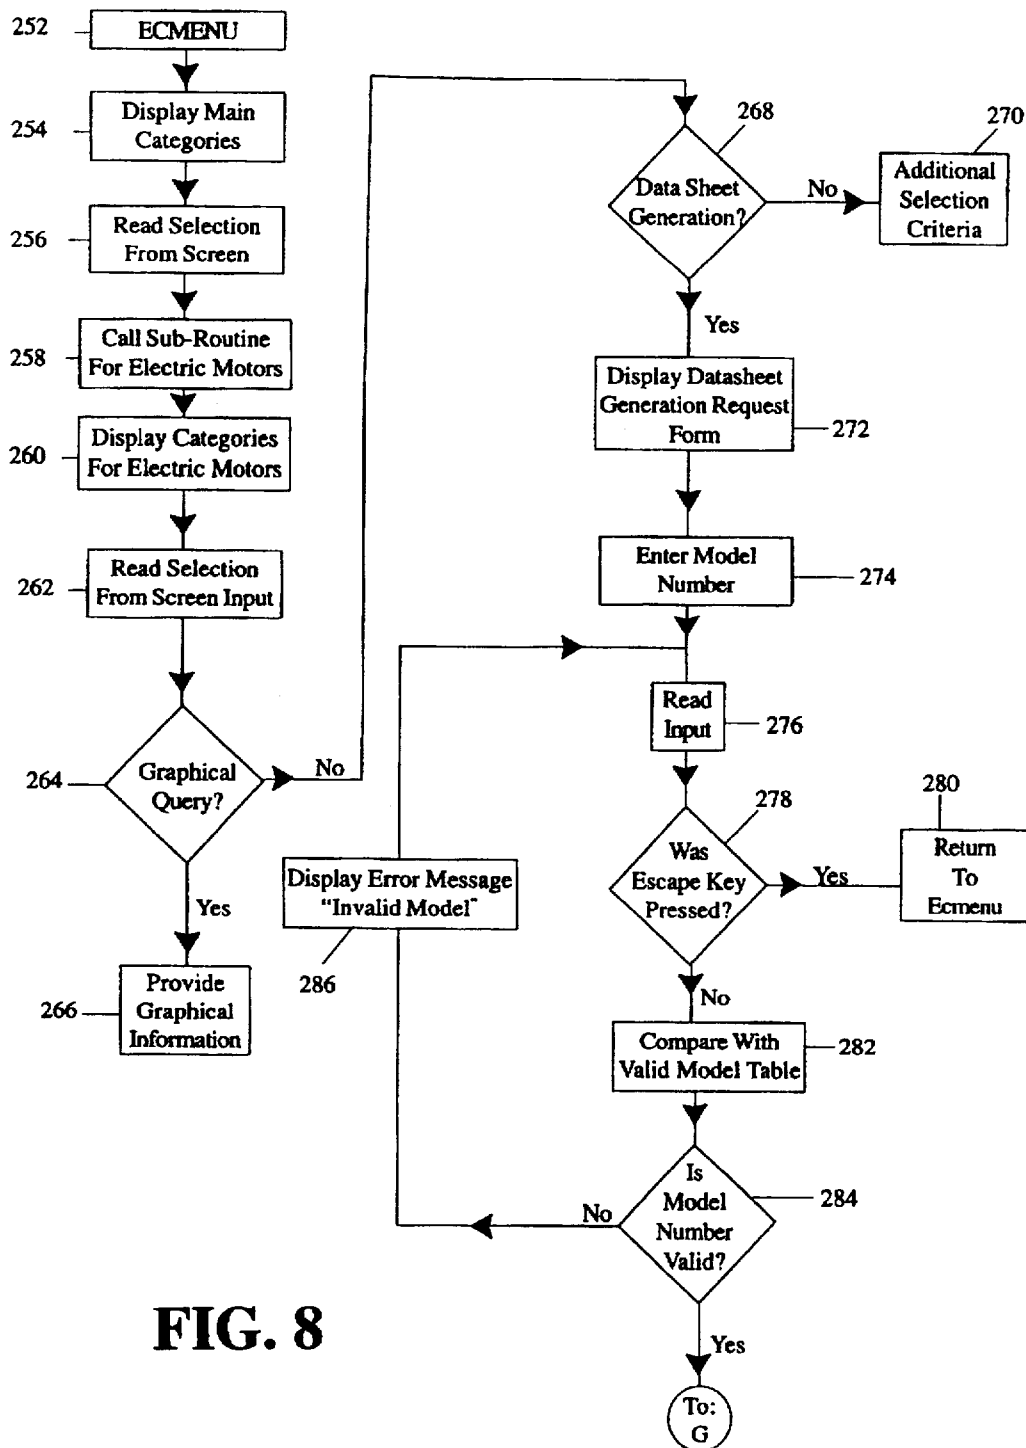 252
ECMENU
254
Display Main
Categories
256
Read Selection
From Screen
258
Call Sub-Routine
For Electric Motors
260
Display Categories
For Electric Motors
262
Read Selection
From Screen Input
264
Graphical
Query?
No
Yes
266
Provide
Graphical
Information
268
Data Sheet
Generation?
No
270
Additional
Selection
Criteria
Yes
Display Datasheet
Generation Request
Form
272
Enter Model
Number
274
Read
Input
276
278
Was
Escape Key
Pressed?
Yes
280
Return
To
Ecmenu
No
Compare With
Valid Model Table
282
Is
Model
Number
Valid?
284
No
Display Error Message
"Invalid Model"
286
Yes
To:
G
FIG. 8